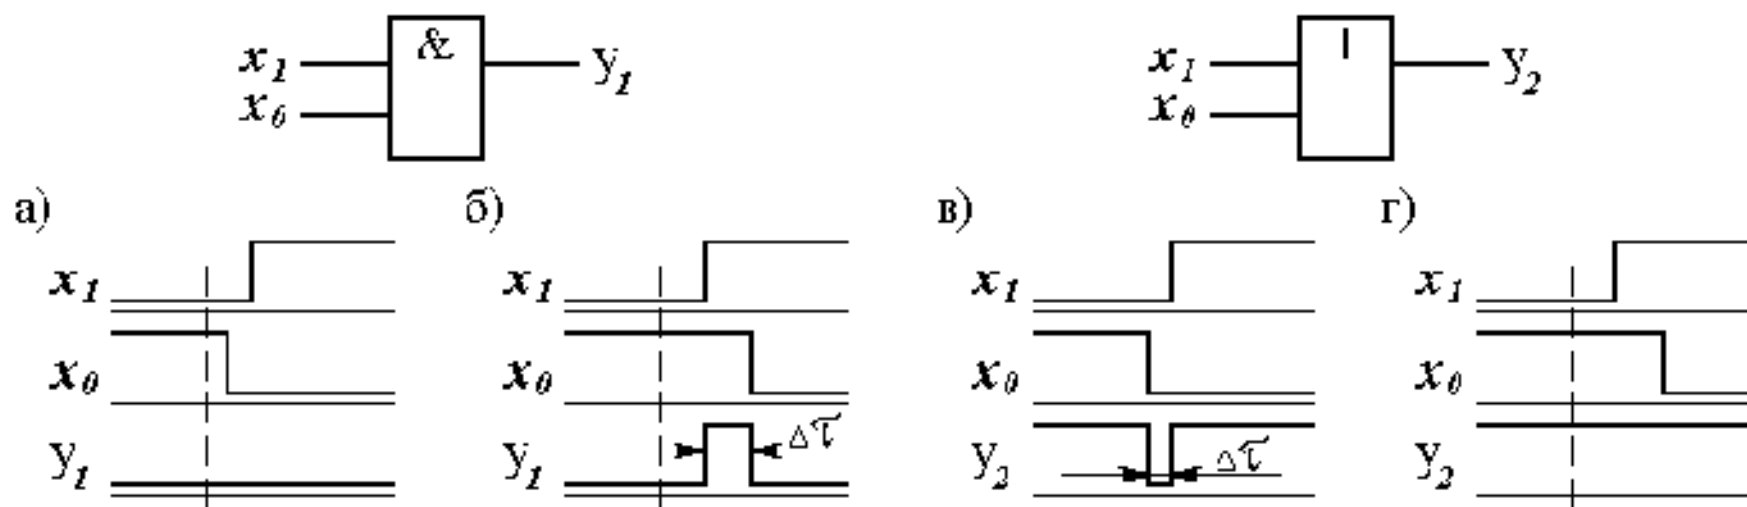 &
x₁ y₁
x₀
1
x₁ y₂
x₀
а) б) в) г)
x₁ x₁ x₁ x₁
x₀ x₀ x₀ x₀
y₁ y₁ Δτ y₂ Δτ y₂